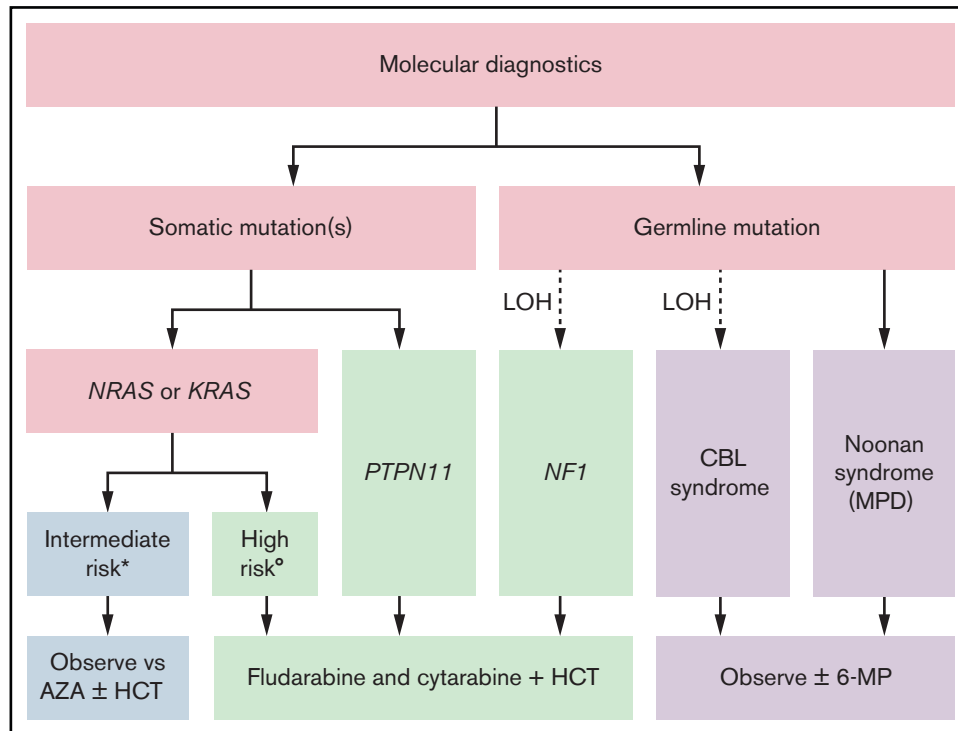 Molecular diagnostics
Somatic mutation(s)
Germline mutation
LOH
LOH
NRAS or KRAS
PTPN11
NF1
CBL
syndrome
Noonan
syndrome
(MPD)
Intermediate
risk*
High
risk°
Observe vs
AZA ± HCT
Fludarabine and cytarabine + HCT
Observe ± 6-MP